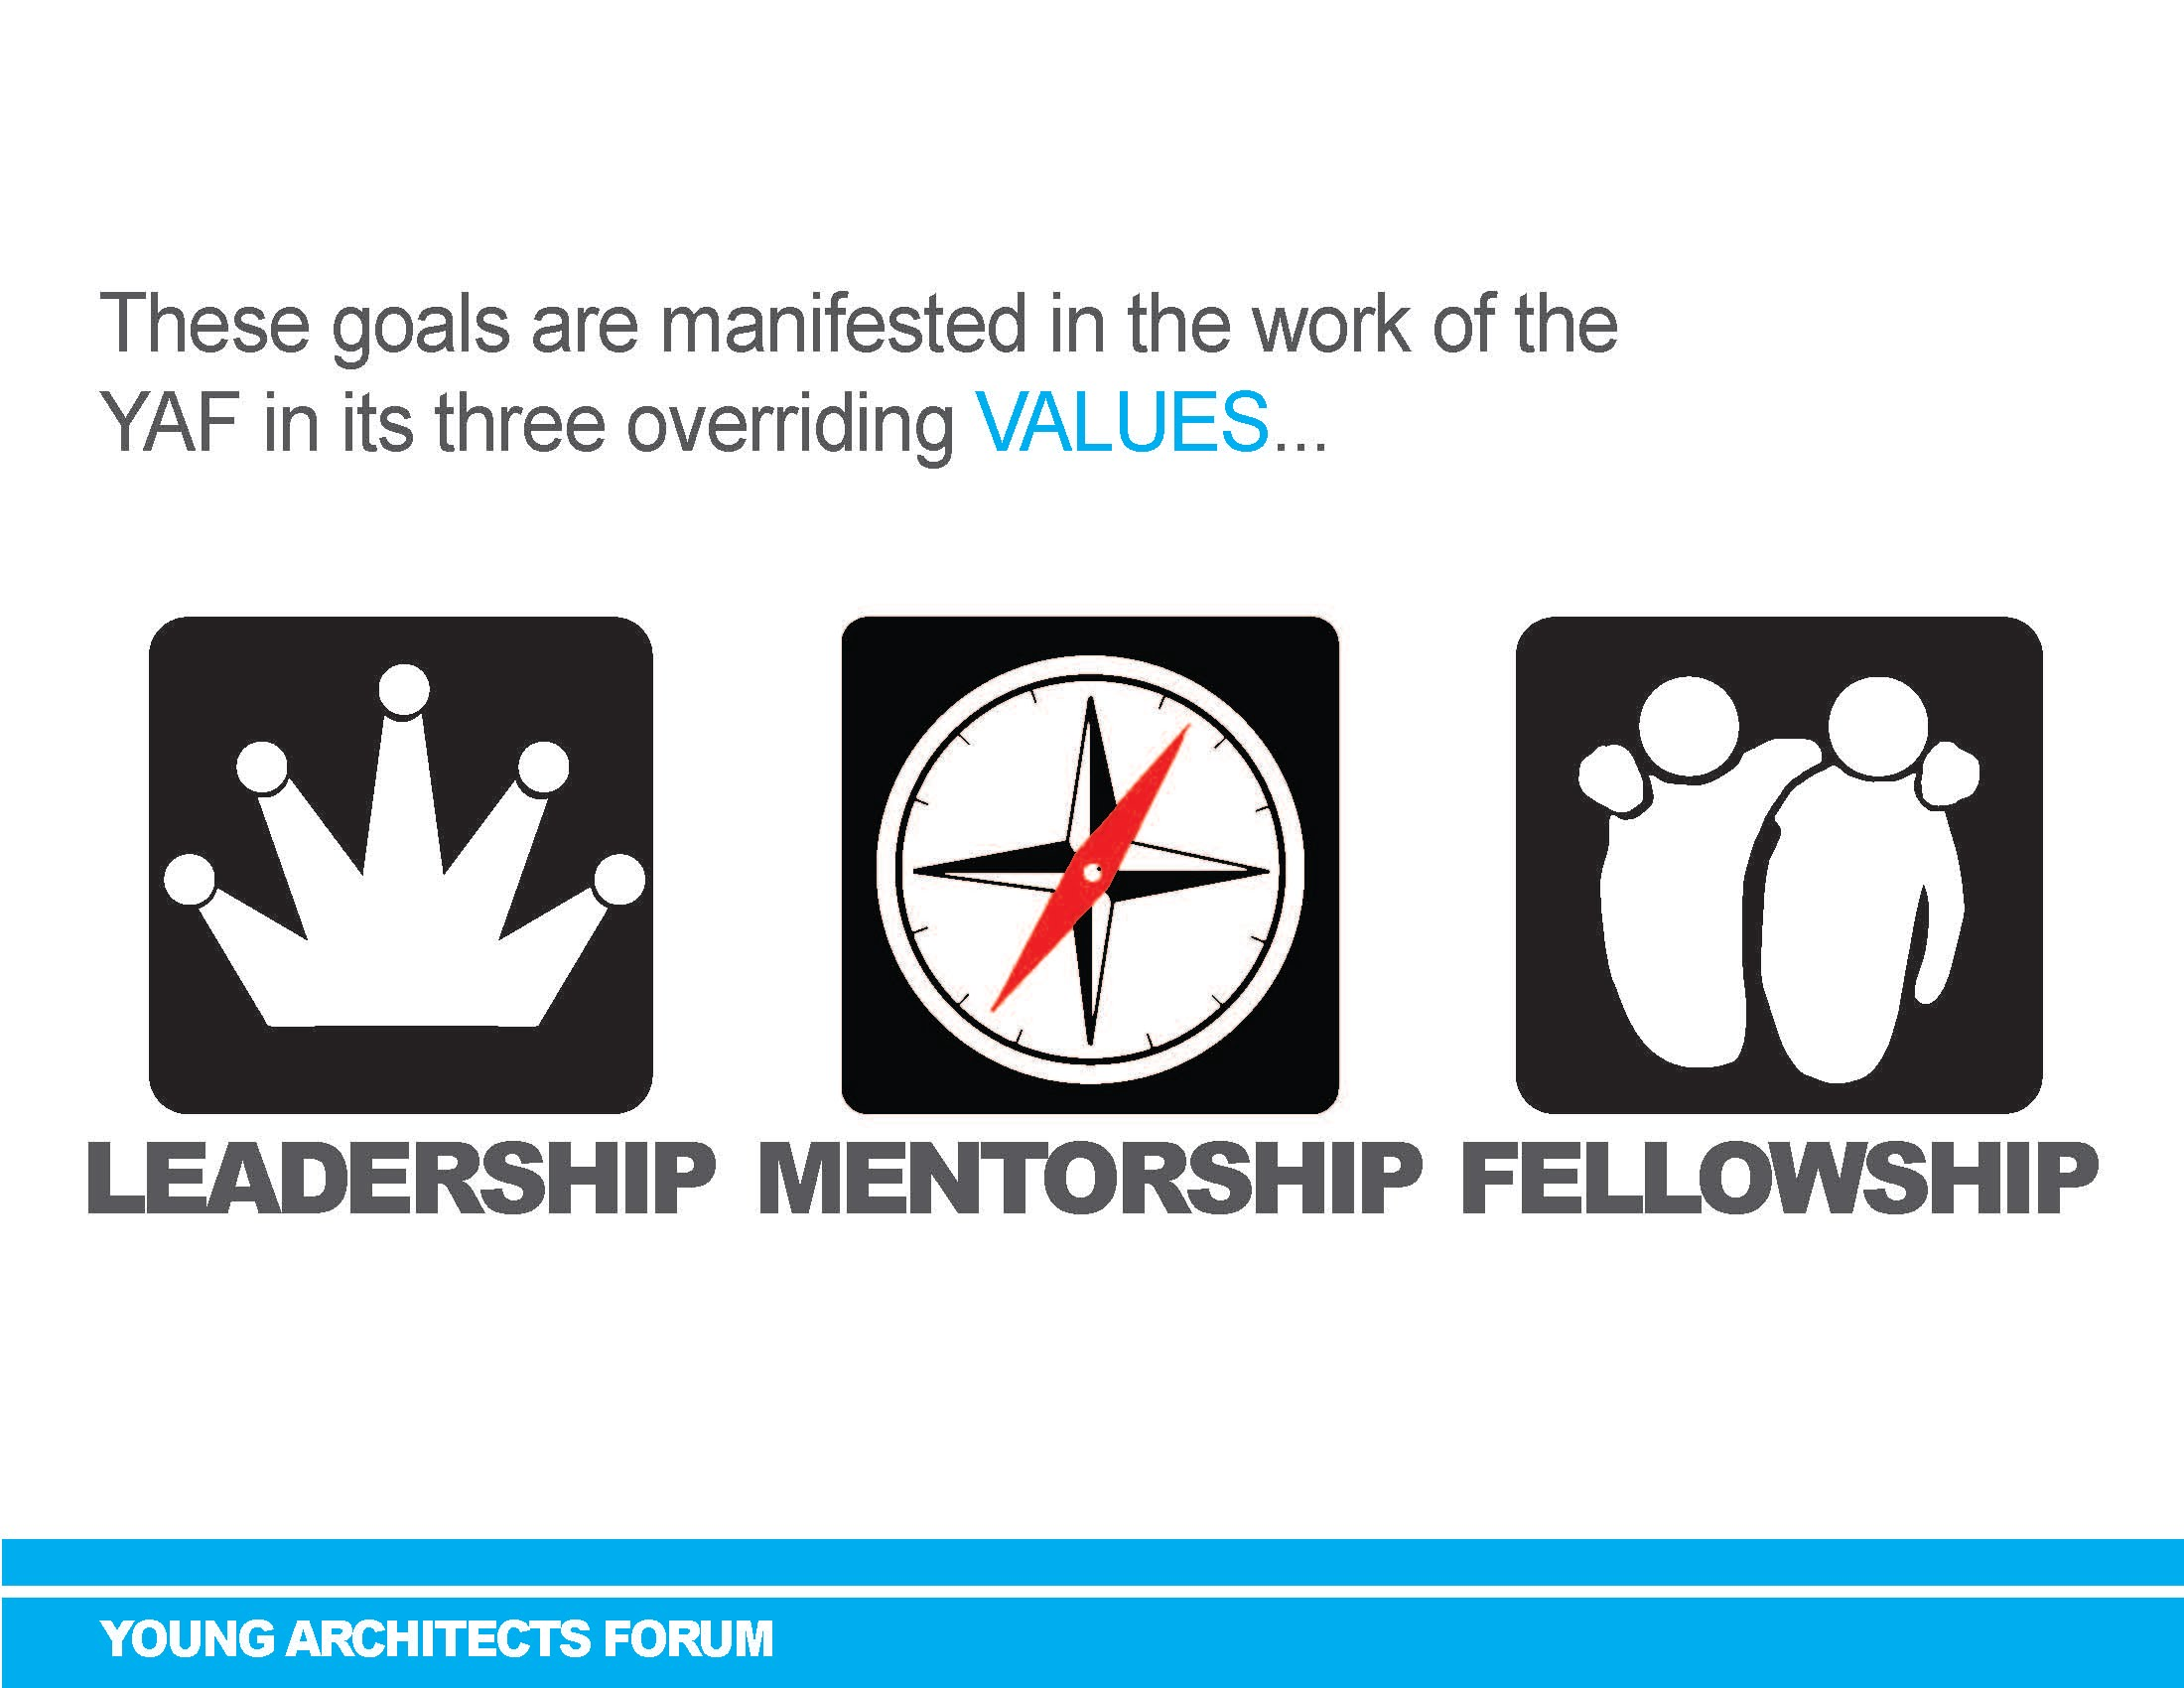 These goals are manifested in the work of the
YAF in its three overriding VALUES...
LEADERSHIP MENTORSHIP FELLOWSHIP
YOUNG ARCHITECTS FORUM